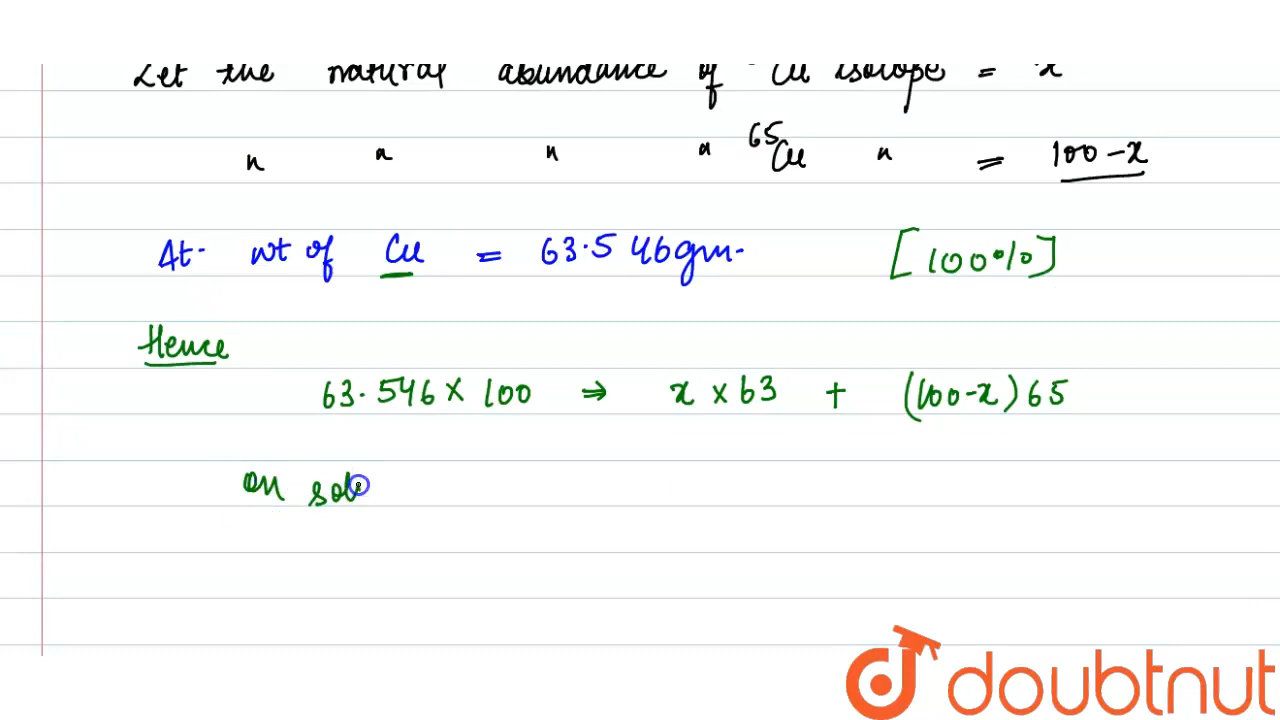 Let the natural abundance of Cu isotope = x
" " " " 65Cu " = 100-x
At. wt of Cu = 63.546gm. [100%]
Hence
63.546 × 100 ⇒ x × 63 + (100-x) 65
on sol
doubtnut